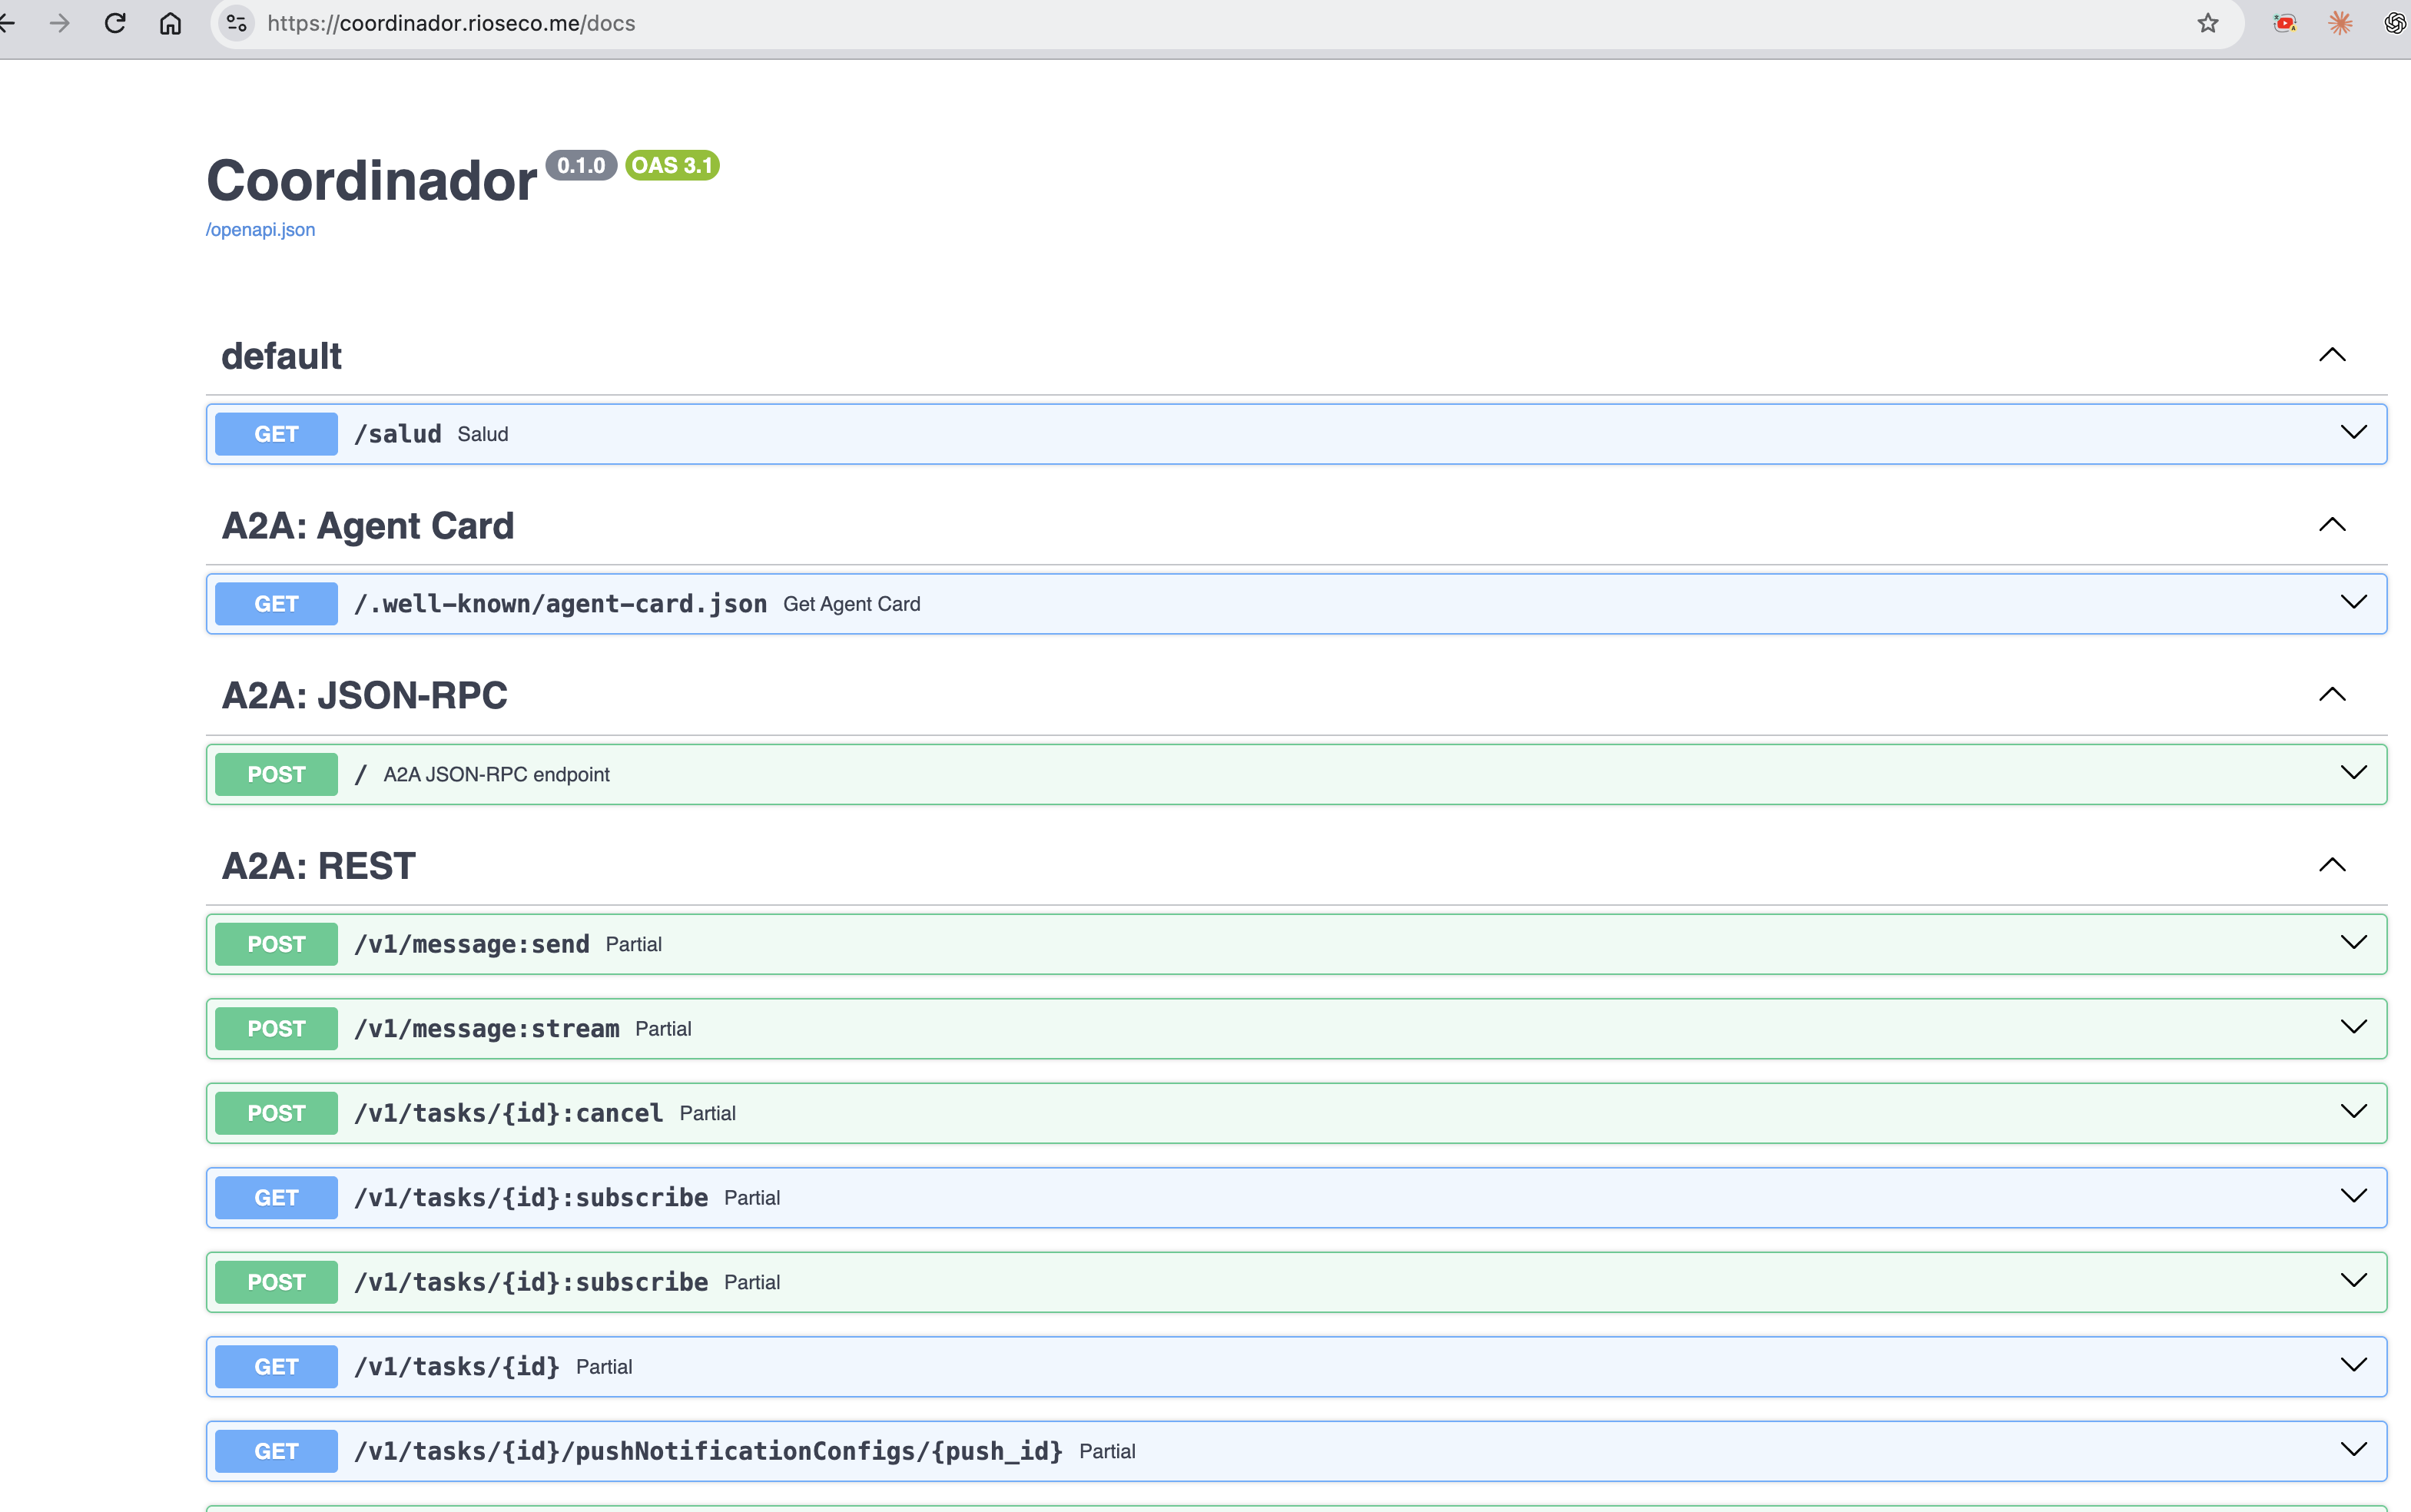 https://coordinador.rioseco.me/docs
Coordinador 0.1.0 OAS 3.1
/openapi.json
default
GET /salud Salud
A2A: Agent Card
GET /.well-known/agent-card.json Get Agent Card
A2A: JSON-RPC
POST / A2A JSON-RPC endpoint
A2A: REST
POST /v1/message:send Partial
POST /v1/message:stream Partial
POST /v1/tasks/{id}:cancel Partial
GET /v1/tasks/{id}:subscribe Partial
POST /v1/tasks/{id}:subscribe Partial
GET /v1/tasks/{id} Partial
GET /v1/tasks/{id}/pushNotificationConfigs/{push_id} Partial